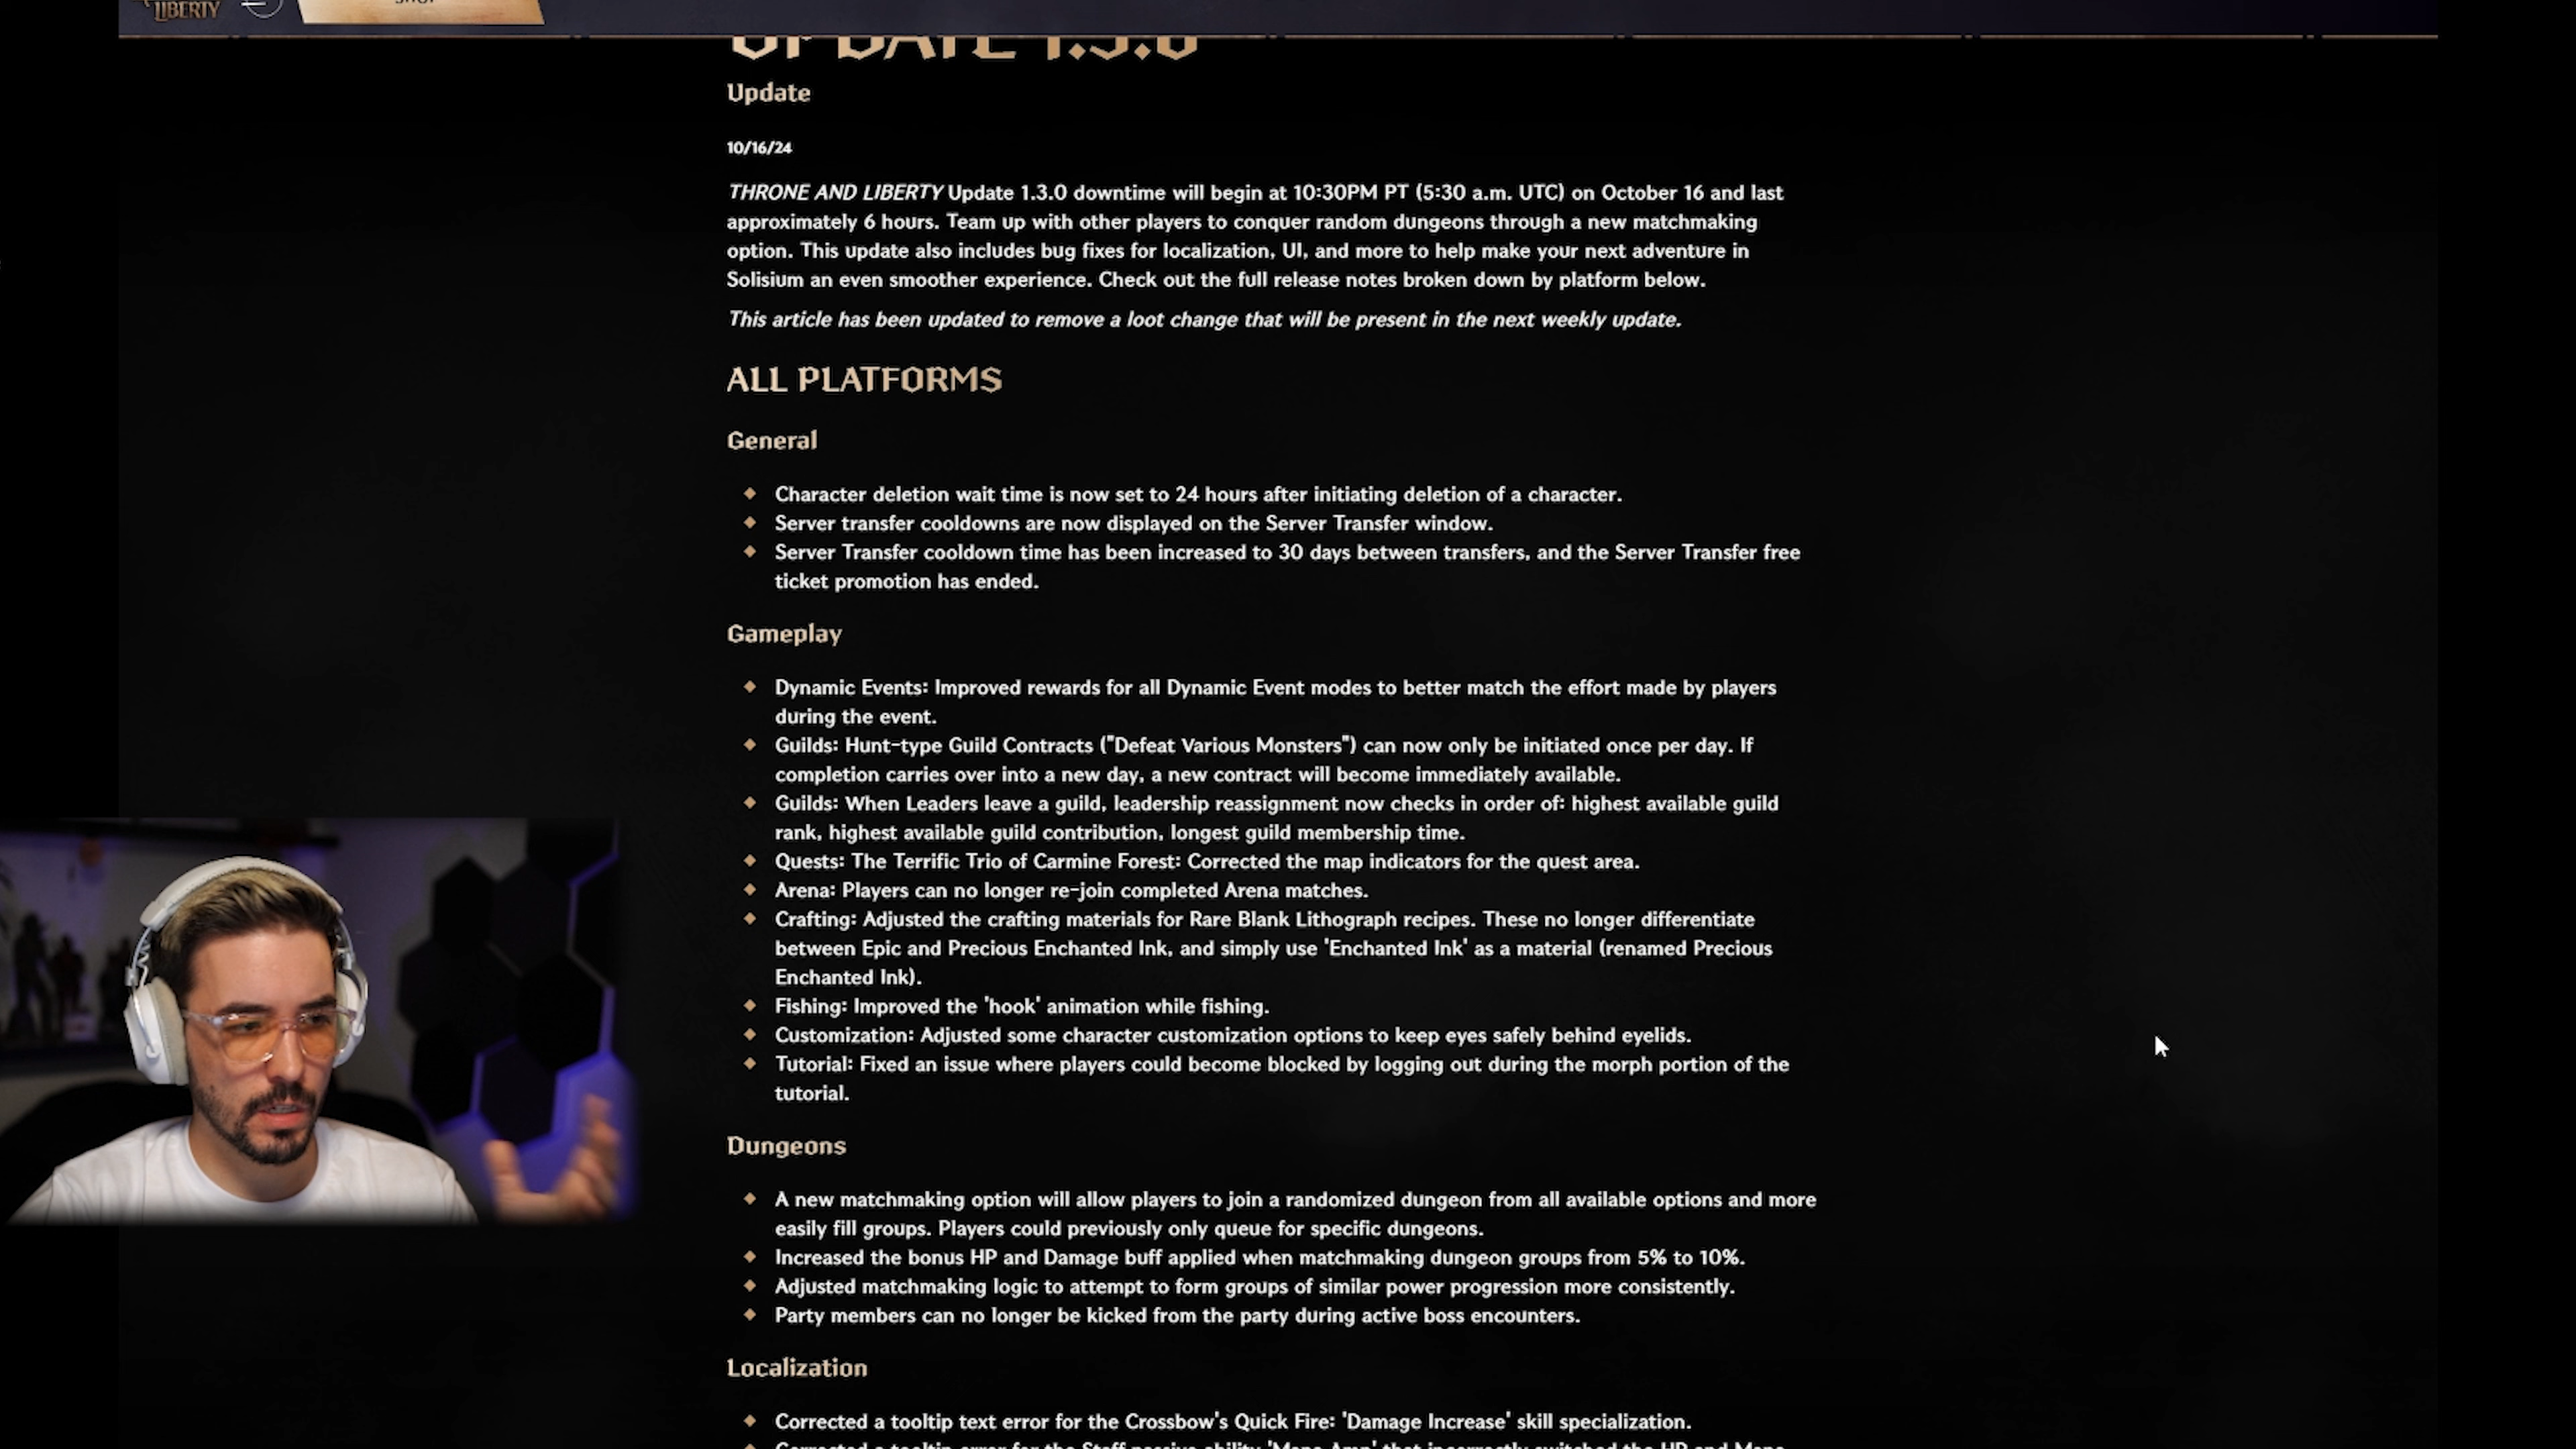 LIBERTY
UPDATE 1.3.0
Update
10/16/24
THRONE AND LIBERTY Update 1.3.0 downtime will begin at 10:30PM PT (5:30 a.m. UTC) on October 16 and last
approximately 6 hours. Team up with other players to conquer random dungeons through a new matchmaking
option. This update also includes bug fixes for localization, UI, and more to help make your next adventure in
Solisium an even smoother experience. Check out the full release notes broken down by platform below.
This article has been updated to remove a loot change that will be present in the next weekly update.
ALL PLATFORMS
General
Character deletion wait time is now set to 24 hours after initiating deletion of a character.
Server transfer cooldowns are now displayed on the Server Transfer window.
Server Transfer cooldown time has been increased to 30 days between transfers, and the Server Transfer free
ticket promotion has ended.
Gameplay
Dynamic Events: Improved rewards for all Dynamic Event modes to better match the effort made by players
during the event.
Guilds: Hunt-type Guild Contracts ("Defeat Various Monsters") can now only be initiated once per day. If
completion carries over into a new day, a new contract will become immediately available.
Guilds: When Leaders leave a guild, leadership reassignment now checks in order of: highest available guild
rank, highest available guild contribution, longest guild membership time.
Quests: The Terrific Trio of Carmine Forest: Corrected the map indicators for the quest area.
Arena: Players can no longer re-join completed Arena matches.
Crafting: Adjusted the crafting materials for Rare Blank Lithograph recipes. These no longer differentiate
between Epic and Precious Enchanted Ink, and simply use 'Enchanted Ink' as a material (renamed Precious
Enchanted Ink).
Fishing: Improved the 'hook' animation while fishing.
Customization: Adjusted some character customization options to keep eyes safely behind eyelids.
Tutorial: Fixed an issue where players could become blocked by logging out during the morph portion of the
tutorial.
Dungeons
A new matchmaking option will allow players to join a randomized dungeon from all available options and more
easily fill groups. Players could previously only queue for specific dungeons.
Increased the bonus HP and Damage buff applied when matchmaking dungeon groups from 5% to 10%.
Adjusted matchmaking logic to attempt to form groups of similar power progression more consistently.
Party members can no longer be kicked from the party during active boss encounters.
Localization
Corrected a tooltip text error for the Crossbow's Quick Fire: 'Damage Increase' skill specialization.
Corrected a tooltip error for the Staff passive ability 'Mana Amp' that incorrectly switched the HP and Mana